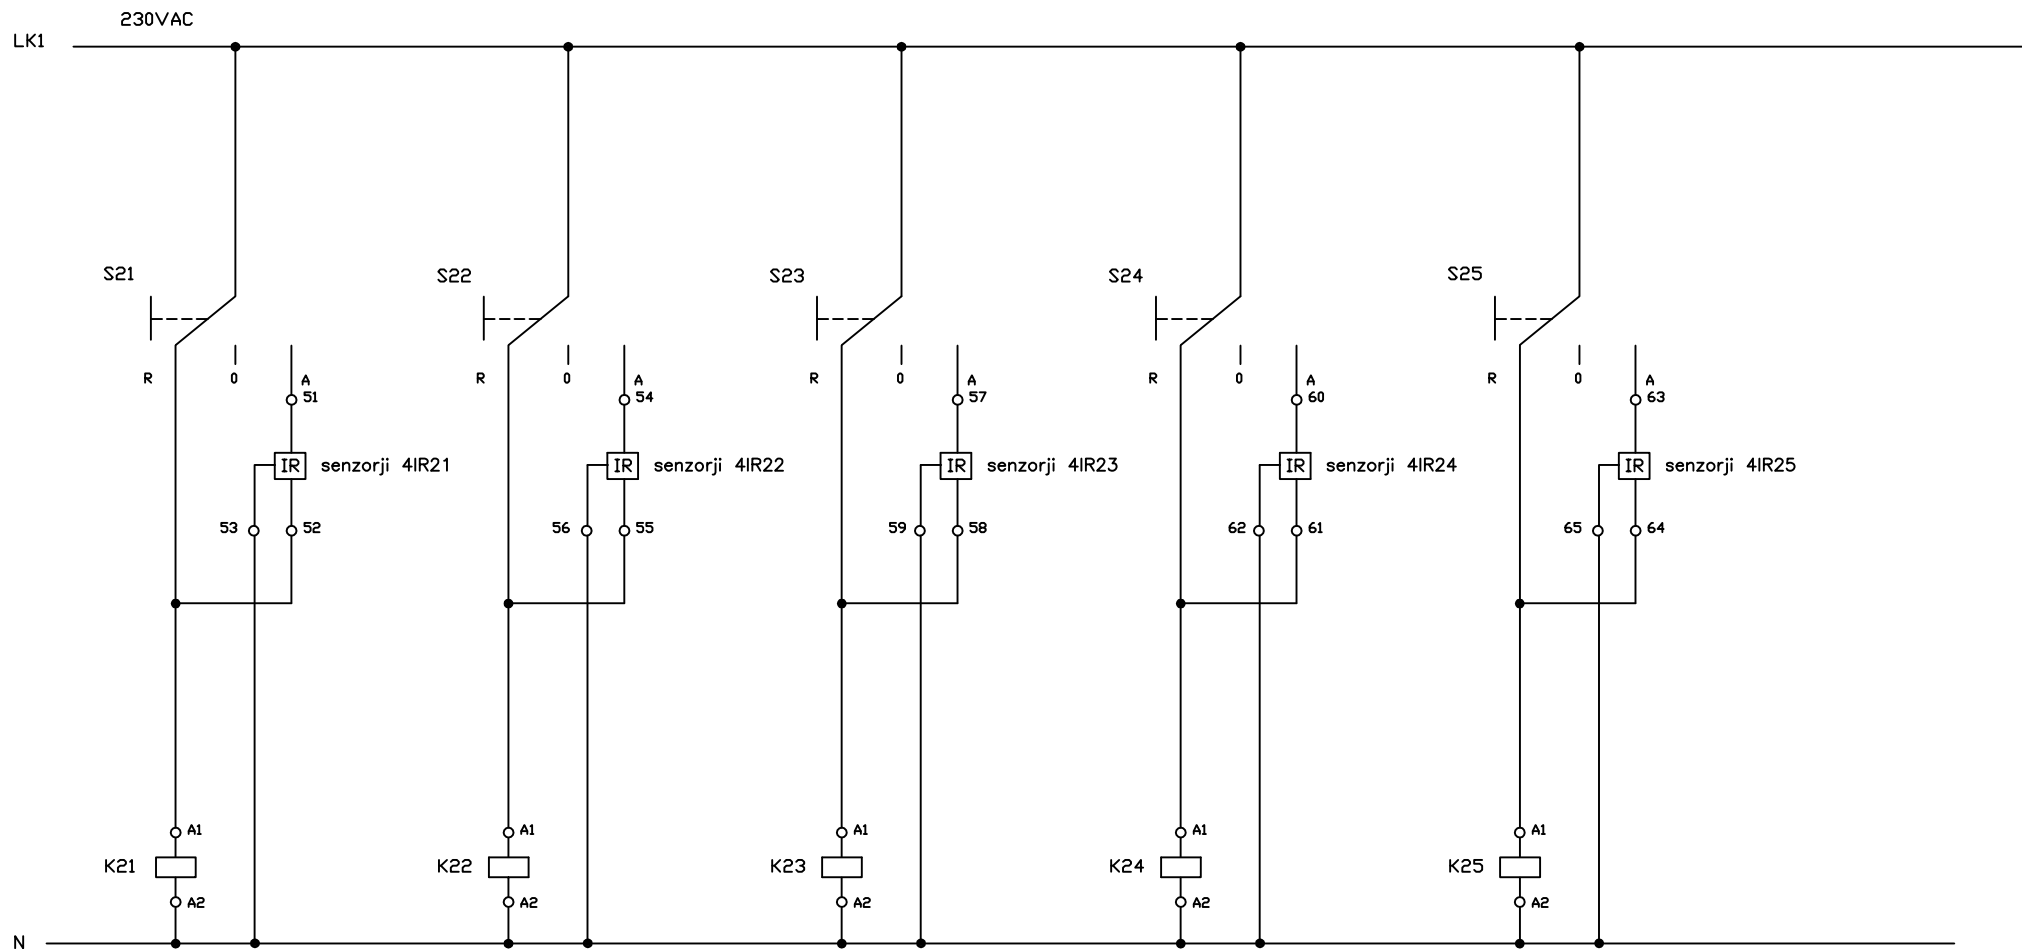 230VAC
LK1
S21 S22 S23 S24 S25
R 0 A R 0 A R 0 A R 0 A R 0 A
51 54 57 60 63
IR senzorji 4IR21 IR senzorji 4IR22 IR senzorji 4IR23 IR senzorji 4IR24 IR senzorji 4IR25
53 52 56 55 59 58 62 61 65 64
A1 A1 A1 A1 A1
K21 K22 K23 K24 K25
A2 A2 A2 A2 A2
N